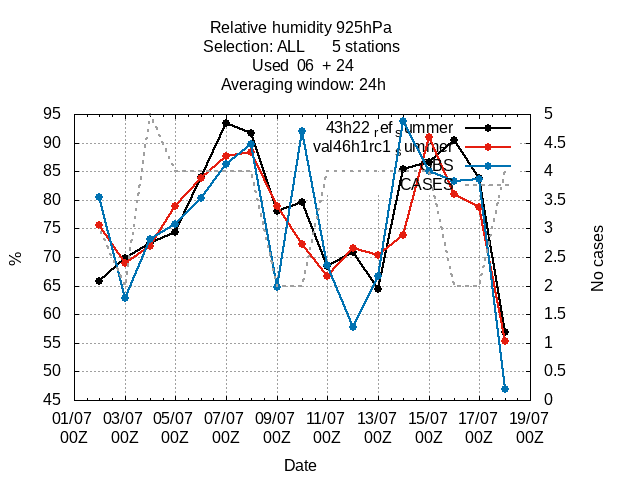 Relative humidity 925hPa
Selection: ALL 5 stations
Used 06 + 24
Averaging window: 24h
95 5
43h22_ref_summer
90 4.5
val46h1rc1_summer
85 4
OBS
80 3.5
CASES
75 3
70 2.5
65 2
60 1.5
55 1
50 0.5
45 0
% No cases
01/07 03/07 05/07 07/07 09/07 11/07 13/07 15/07 17/07 19/07
00Z 00Z 00Z 00Z 00Z 00Z 00Z 00Z 00Z 00Z
Date